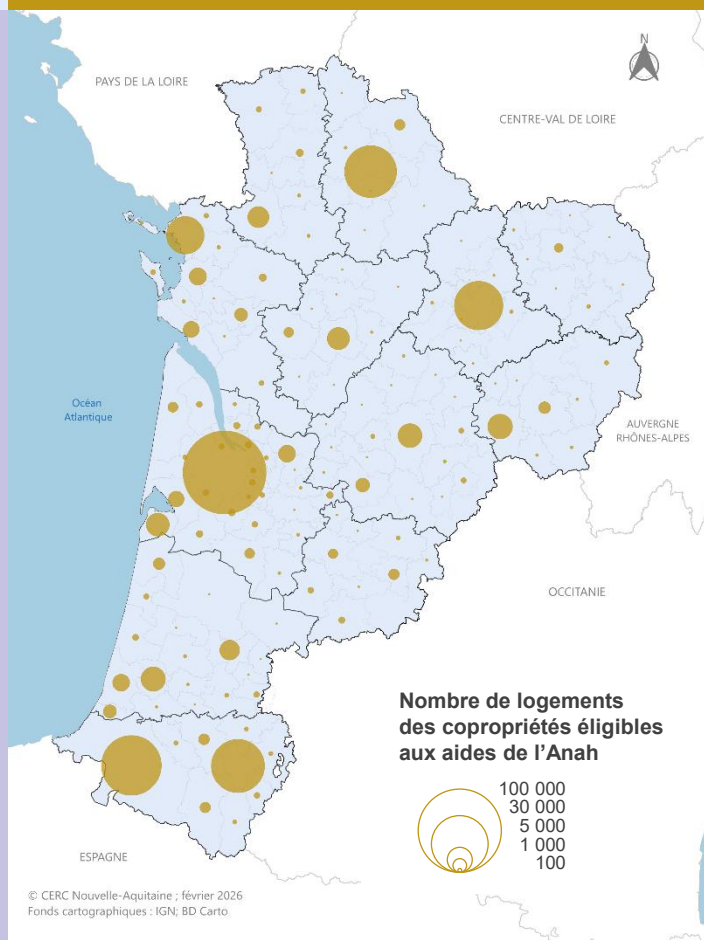 N
PAYS DE LA LOIRE
CENTRE-VAL DE LOIRE
Océan
Atlantique
AUVERGNE
RHÔNES-ALPES
OCCITANIE
Nombre de logements
des copropriétés éligibles
aux aides de l'Anah
100 000
30 000
5 000
1 000
100
ESPAGNE
© CERC Nouvelle-Aquitaine ; février 2026
Fonds cartographiques : IGN; BD Carto